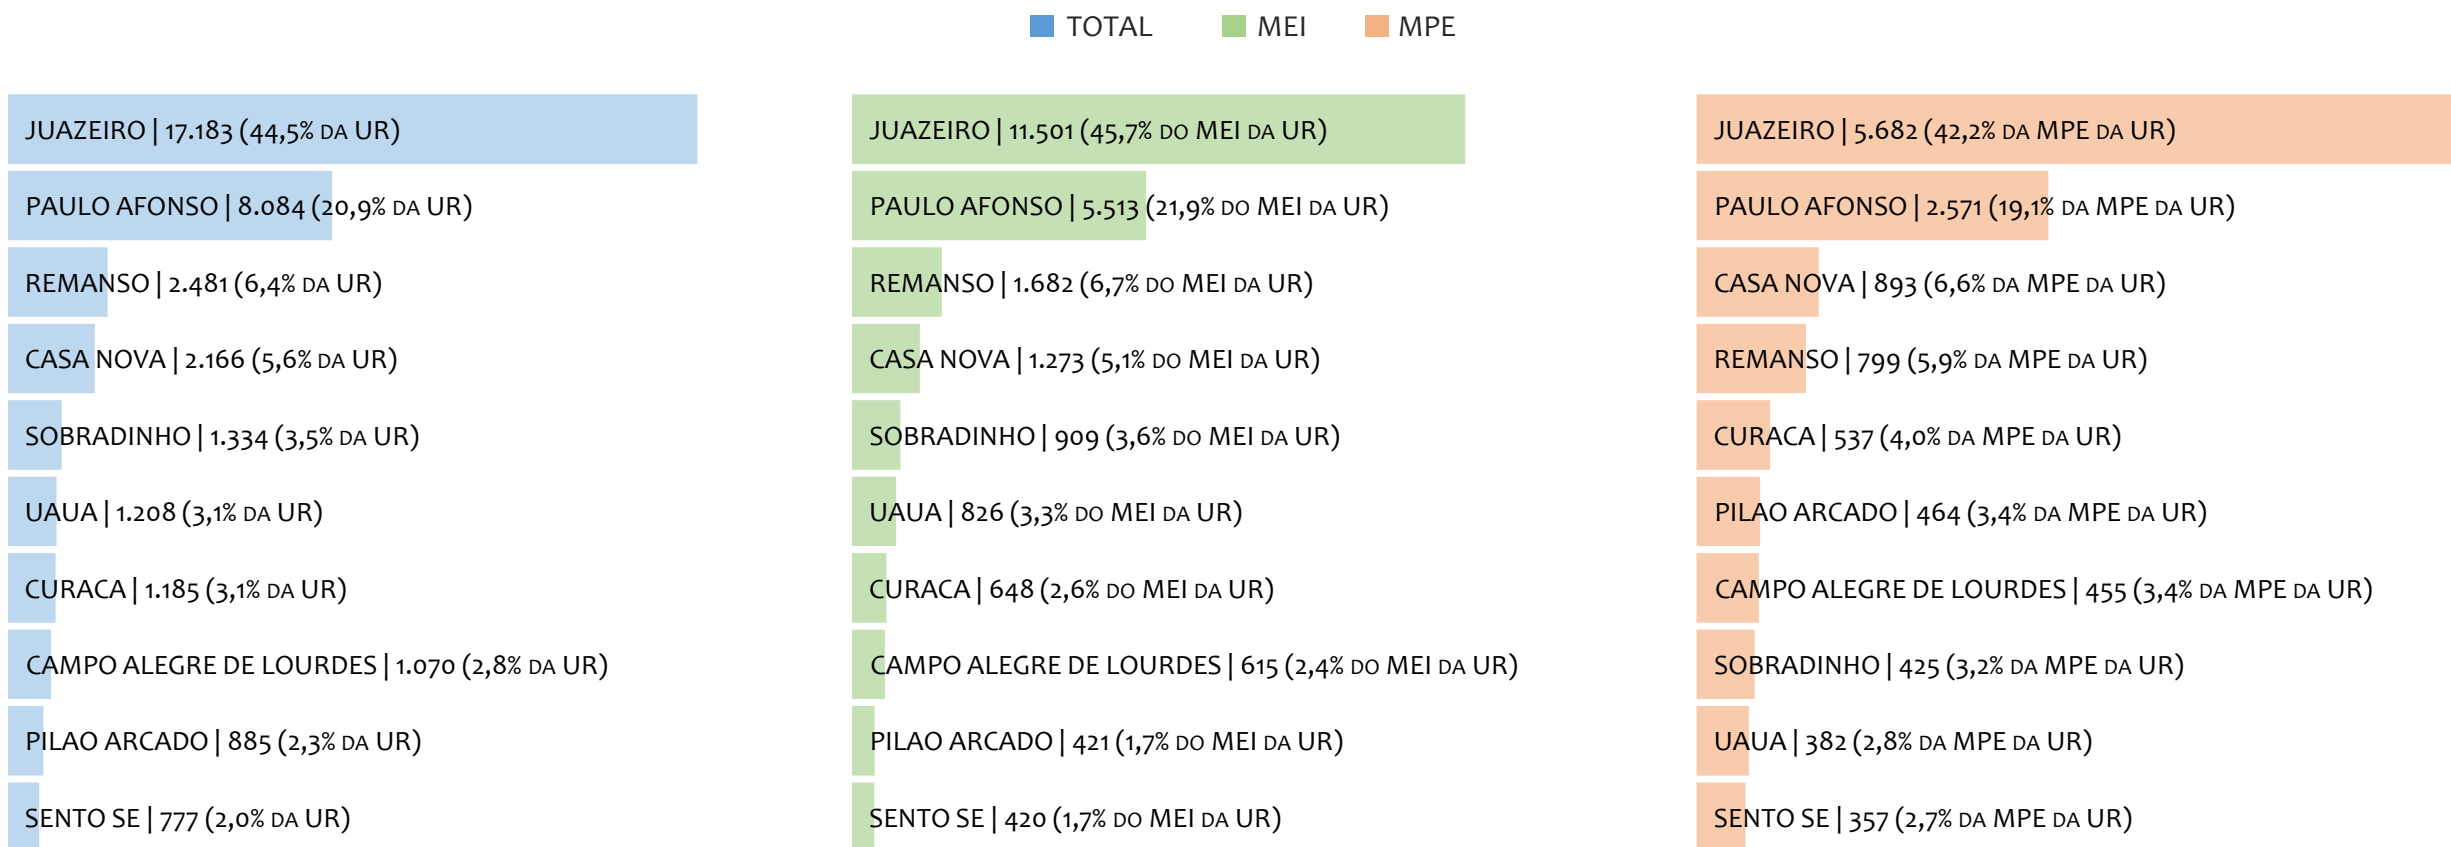 TOTAL MEI MPE
JUAZEIRO | 17.183 (44,5% DA UR)
PAULO AFONSO | 8.084 (20,9% DA UR)
REMANSO | 2.481 (6,4% DA UR)
CASA NOVA | 2.166 (5,6% DA UR)
SOBRADINHO | 1.334 (3,5% DA UR)
UAUA | 1.208 (3,1% DA UR)
CURACA | 1.185 (3,1% DA UR)
CAMPO ALEGRE DE LOURDES | 1.070 (2,8% DA UR)
PILAO ARCADO | 885 (2,3% DA UR)
SENTO SE | 777 (2,0% DA UR)
JUAZEIRO | 11.501 (45,7% DO MEI DA UR)
PAULO AFONSO | 5.513 (21,9% DO MEI DA UR)
REMANSO | 1.682 (6,7% DO MEI DA UR)
CASA NOVA | 1.273 (5,1% DO MEI DA UR)
SOBRADINHO | 909 (3,6% DO MEI DA UR)
UAUA | 826 (3,3% DO MEI DA UR)
CURACA | 648 (2,6% DO MEI DA UR)
CAMPO ALEGRE DE LOURDES | 615 (2,4% DO MEI DA UR)
PILAO ARCADO | 421 (1,7% DO MEI DA UR)
SENTO SE | 420 (1,7% DO MEI DA UR)
JUAZEIRO | 5.682 (42,2% DA MPE DA UR)
PAULO AFONSO | 2.571 (19,1% DA MPE DA UR)
CASA NOVA | 893 (6,6% DA MPE DA UR)
REMANSO | 799 (5,9% DA MPE DA UR)
CURACA | 537 (4,0% DA MPE DA UR)
PILAO ARCADO | 464 (3,4% DA MPE DA UR)
CAMPO ALEGRE DE LOURDES | 455 (3,4% DA MPE DA UR)
SOBRADINHO | 425 (3,2% DA MPE DA UR)
UAUA | 382 (2,8% DA MPE DA UR)
SENTO SE | 357 (2,7% DA MPE DA UR)